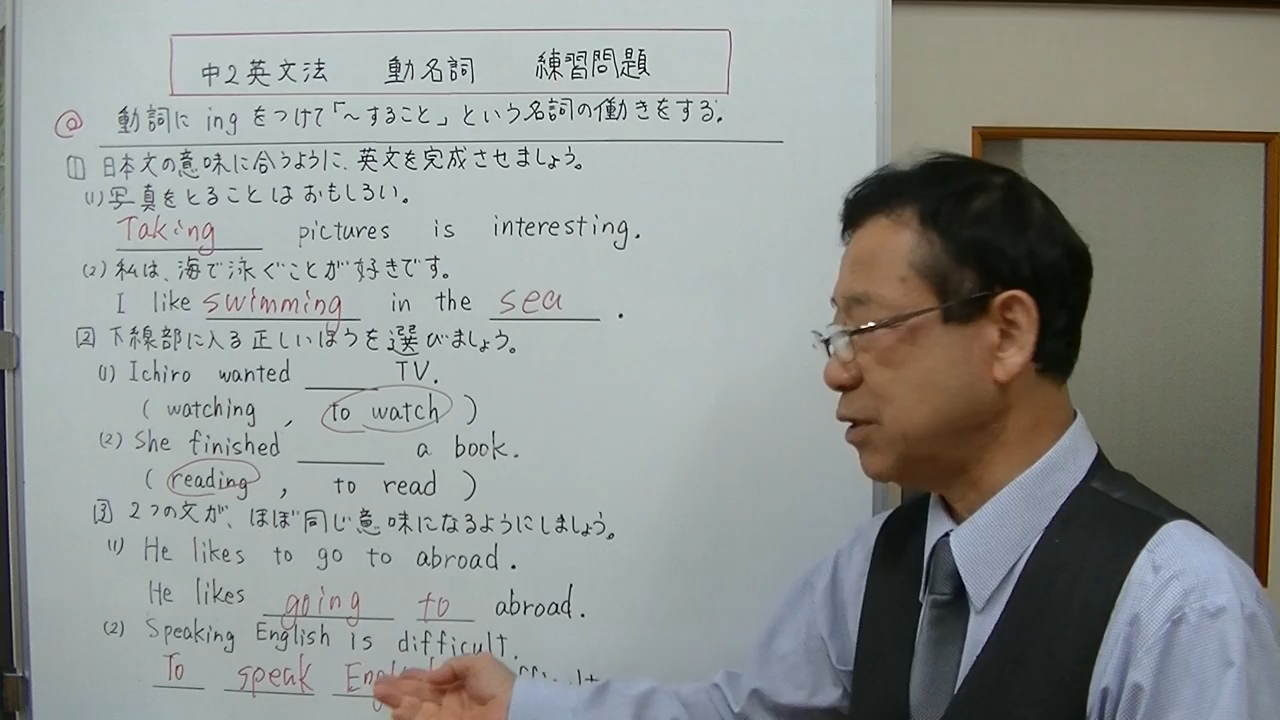 中2英文法 動名詞 練習問題
◎ 動詞に ing をつけて「～すること」という名詞の働きをする。
1 日本文の意味に合うように、英文を完成させましょう。
(1) 写真をとることはおもしろい。
Taking pictures is interesting.
(2) 私は、海で泳ぐことが好きです。
I like swimming in the sea .
2 下線部に入る正しいほうを選びましょう。
(1) Ichiro wanted ______ TV.
( watching , to watch )
(2) She finished ______ a book.
( reading , to read )
3 2つの文が、ほぼ同じ意味になるようにしましょう。
(1) He likes to go to abroad.
He likes going to abroad.
(2) Speaking English is difficult.
To speak